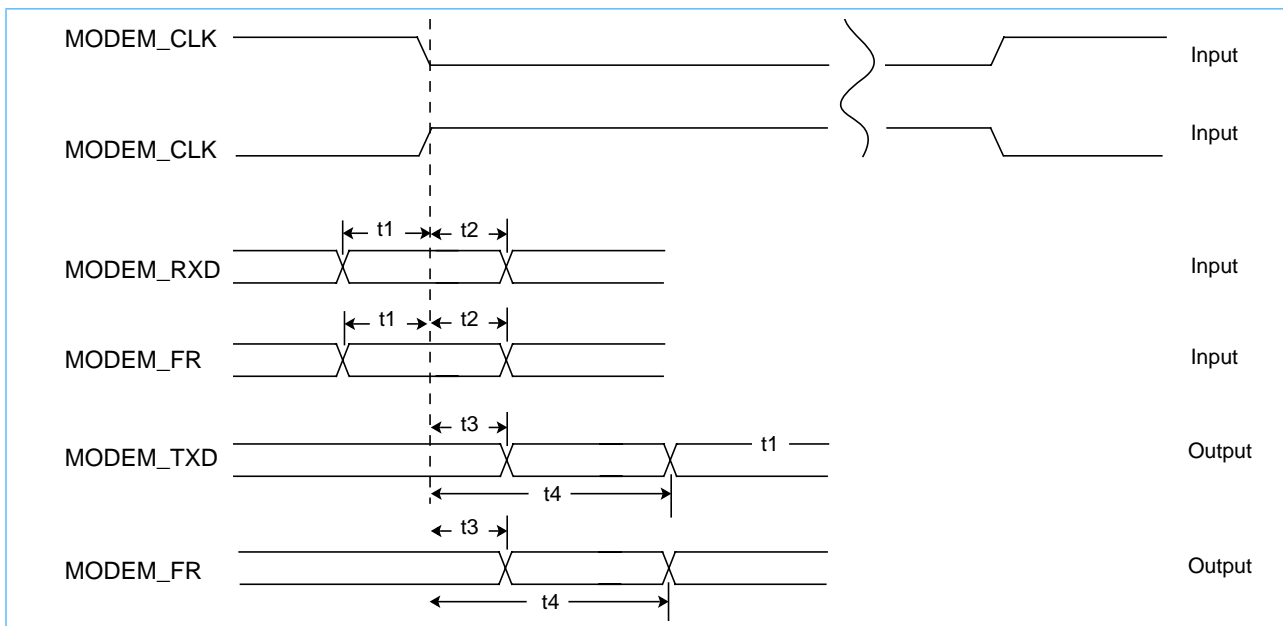 MODEM_CLK
Input
MODEM_CLK
Input
t1
t2
MODEM_RXD
Input
t1
t2
MODEM_FR
Input
t3
MODEM_TXD
t1
Output
t4
t3
MODEM_FR
Output
t4